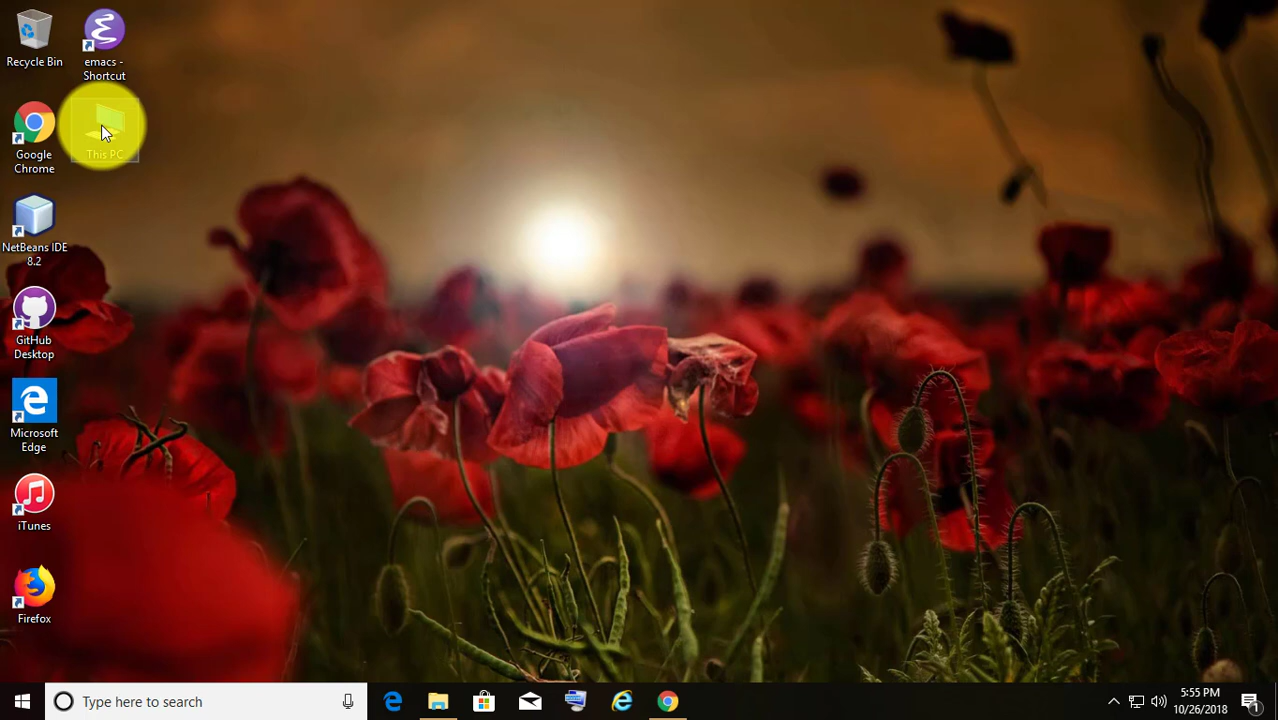 Recycle Bin
emacs -
Shortcut
Google
Chrome
This PC
NetBeans IDE
8.2
GitHub
Desktop
Microsoft
Edge
iTunes
Firefox
Type here to search
5:55 PM
10/26/2018
1